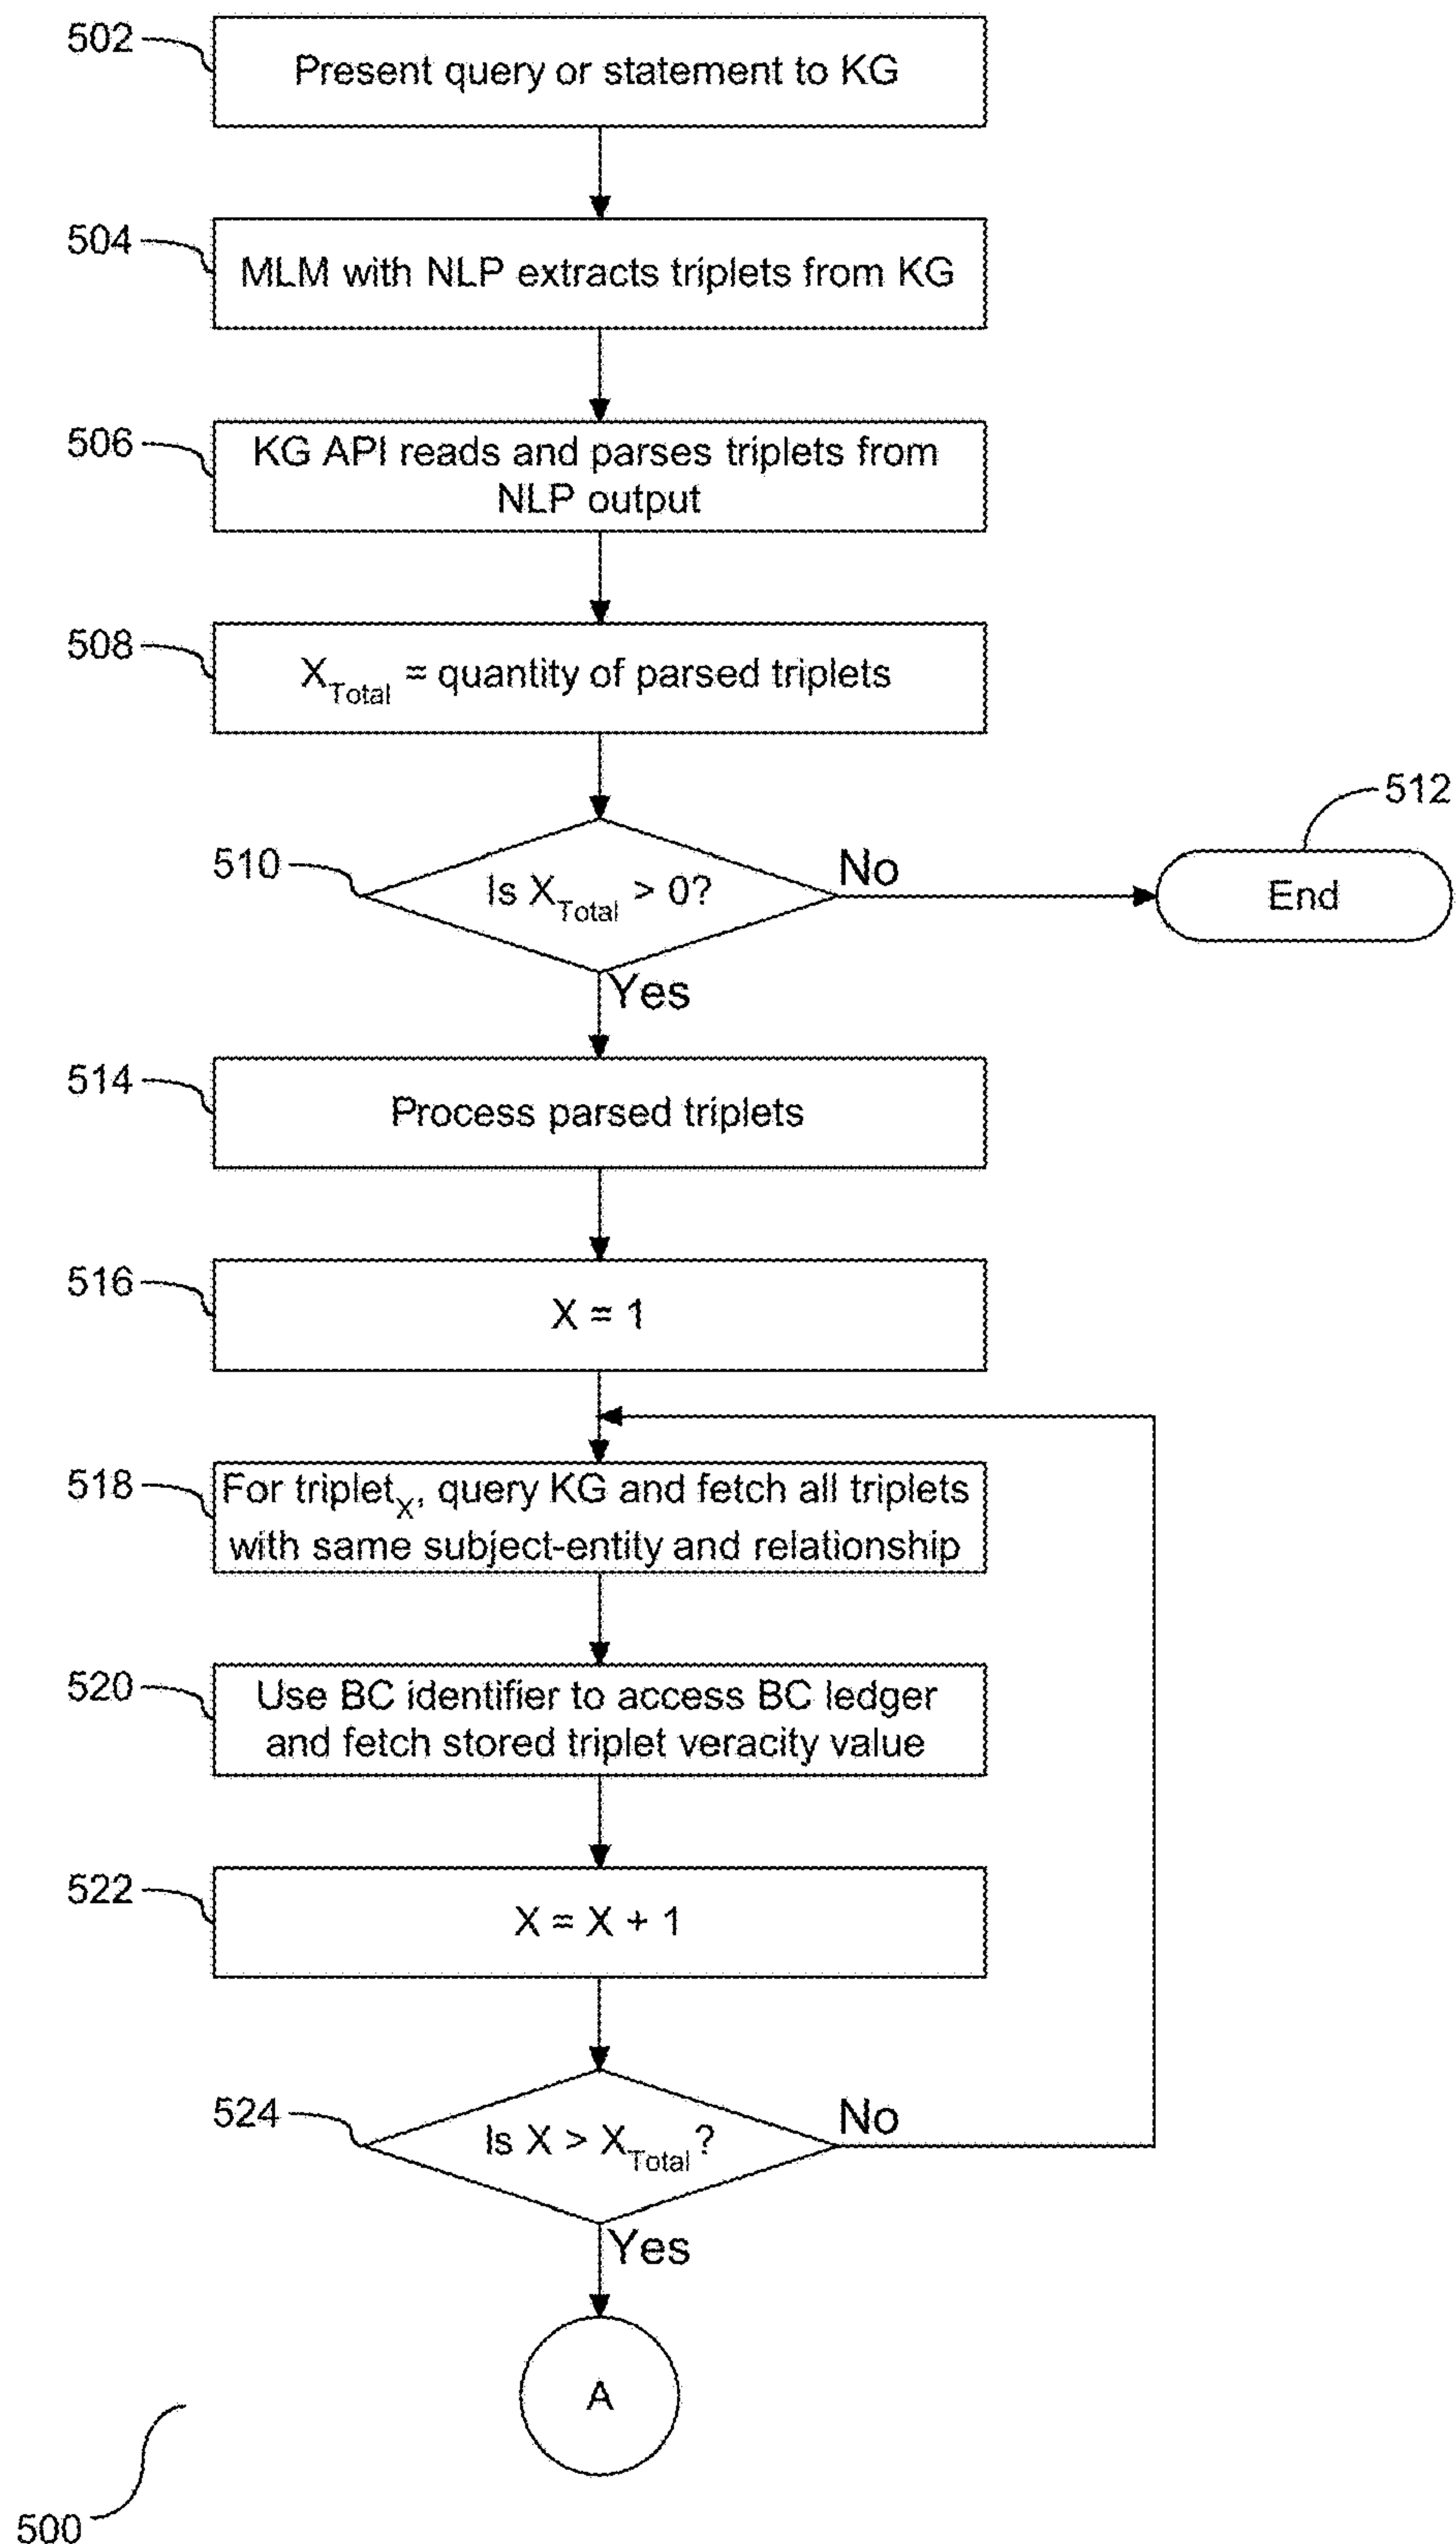 502
Present query or statement to KG
504
MLM with NLP extracts triplets from KG
506
KG API reads and parses triplets from
NLP output
508
X_Total = quantity of parsed triplets
512
510
Is X_Total > 0?
No
End
Yes
514
Process parsed triplets
516
X = 1
518
For triplet_X, query KG and fetch all triplets
with same subject-entity and relationship
520
Use BC identifier to access BC ledger
and fetch stored triplet veracity value
522
X = X + 1
524
Is X > X_Total?
No
Yes
A
500